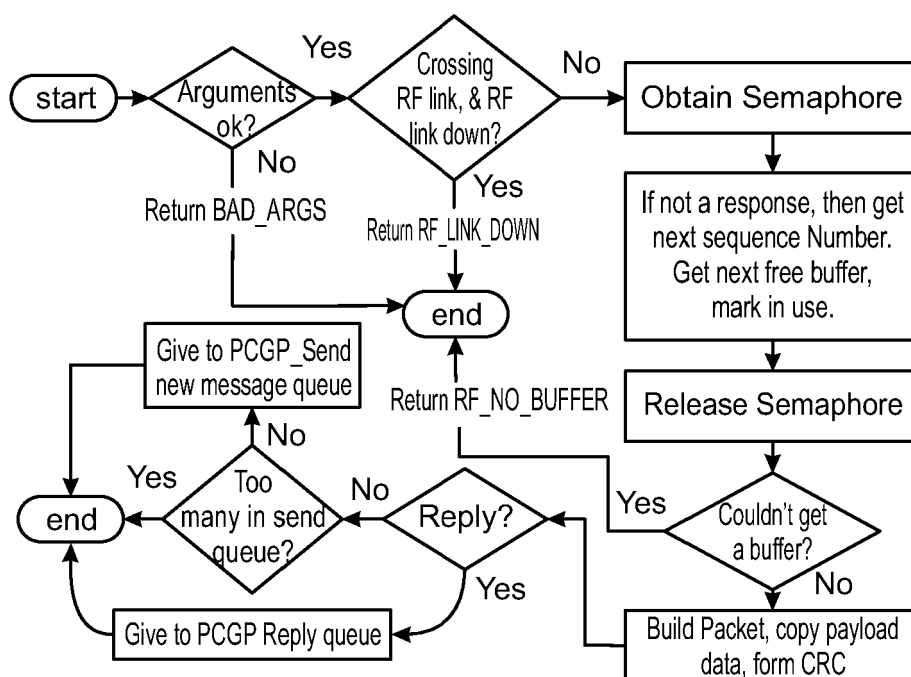 start
Arguments
ok?
Yes
No
Return BAD_ARGS
Crossing
RF link, & RF
link down?
No
Yes
Return RF_LINK_DOWN
end
Obtain Semaphore
If not a response, then get
next sequence Number.
Get next free buffer,
mark in use.
Release Semaphore
Couldn't get
a buffer?
Yes
Return RF_NO_BUFFER
No
Build Packet, copy payload
data, form CRC
Reply?
No
Yes
Too
many in send
queue?
No
Yes
Give to PCGP_Send
new message queue
Give to PCGP Reply queue
end